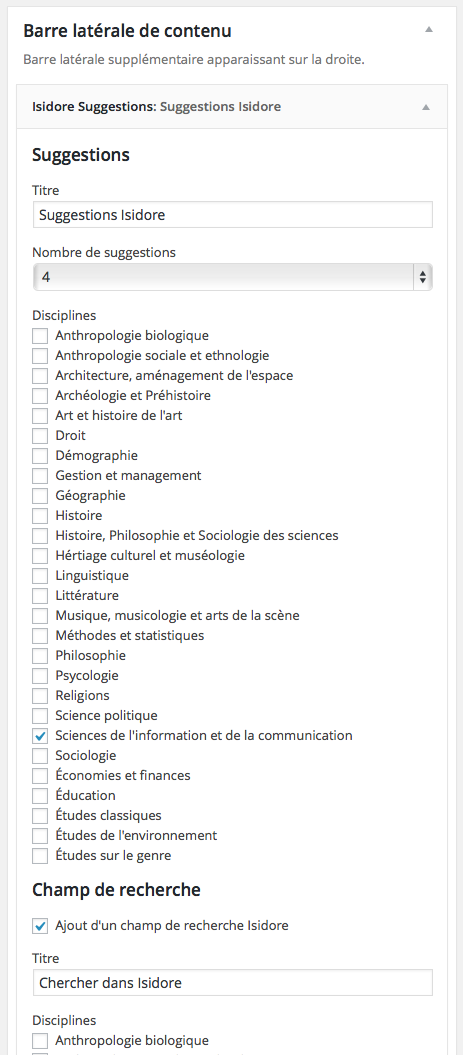 Barre latérale de contenu
Barre latérale supplémentaire apparaissant sur la droite.
Isidore Suggestions: Suggestions Isidore
Suggestions
Titre
Suggestions Isidore
Nombre de suggestions
4
Disciplines
Anthropologie biologique
Anthropologie sociale et ethnologie
Architecture, aménagement de l'espace
Archéologie et Préhistoire
Art et histoire de l'art
Droit
Démographie
Gestion et management
Géographie
Histoire
Histoire, Philosophie et Sociologie des sciences
Hértiage culturel et muséologie
Linguistique
Littérature
Musique, musicologie et arts de la scène
Méthodes et statistiques
Philosophie
Psycologie
Religions
Science politique
Sciences de l'information et de la communication
Sociologie
Économies et finances
Éducation
Études classiques
Études de l'environnement
Études sur le genre
Champ de recherche
Ajout d'un champ de recherche Isidore
Titre
Chercher dans Isidore
Disciplines
Anthropologie biologique